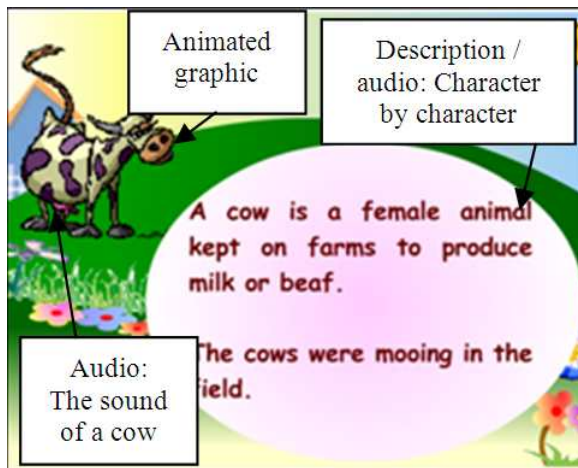 Animated
graphic
Description /
audio: Character
by character
A cow is a female animal
kept on farms to produce
milk or beaf.
The cows were mooing in the
field.
Audio:
The sound
of a cow